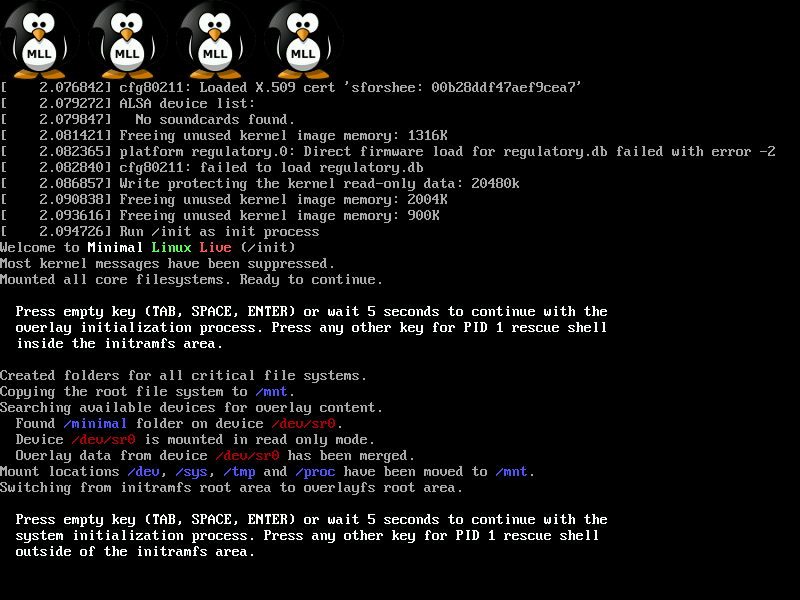 MLL MLL MLL MLL
[    2.076842] cfg80211: Loaded X.509 cert 'sforshee: 00b28ddf47aef9cea7'
[    2.079272] ALSA device list:
[    2.079847]   No soundcards found.
[    2.081421] Freeing unused kernel image memory: 1316K
[    2.082365] platform regulatory.0: Direct firmware load for regulatory.db failed with error -2
[    2.082840] cfg80211: failed to load regulatory.db
[    2.086857] Write protecting the kernel read-only data: 20480k
[    2.090838] Freeing unused kernel image memory: 2004K
[    2.093616] Freeing unused kernel image memory: 900K
[    2.094726] Run /init as init process
Welcome to Minimal Linux Live (/init)
Most kernel messages have been suppressed.
Mounted all core filesystems. Ready to continue.
Press empty key (TAB, SPACE, ENTER) or wait 5 seconds to continue with the
overlay initialization process. Press any other key for PID 1 rescue shell
inside the initramfs area.
Created folders for all critical file systems.
Copying the root file system to /mnt.
Searching available devices for overlay content.
Found /minimal folder on device /dev/sr0.
Device /dev/sr0 is mounted in read only mode.
Overlay data from device /dev/sr0 has been merged.
Mount locations /dev, /sys, /tmp and /proc have been moved to /mnt.
Switching from initramfs root area to overlayfs root area.
Press empty key (TAB, SPACE, ENTER) or wait 5 seconds to continue with the
system initialization process. Press any other key for PID 1 rescue shell
outside of the initramfs area.